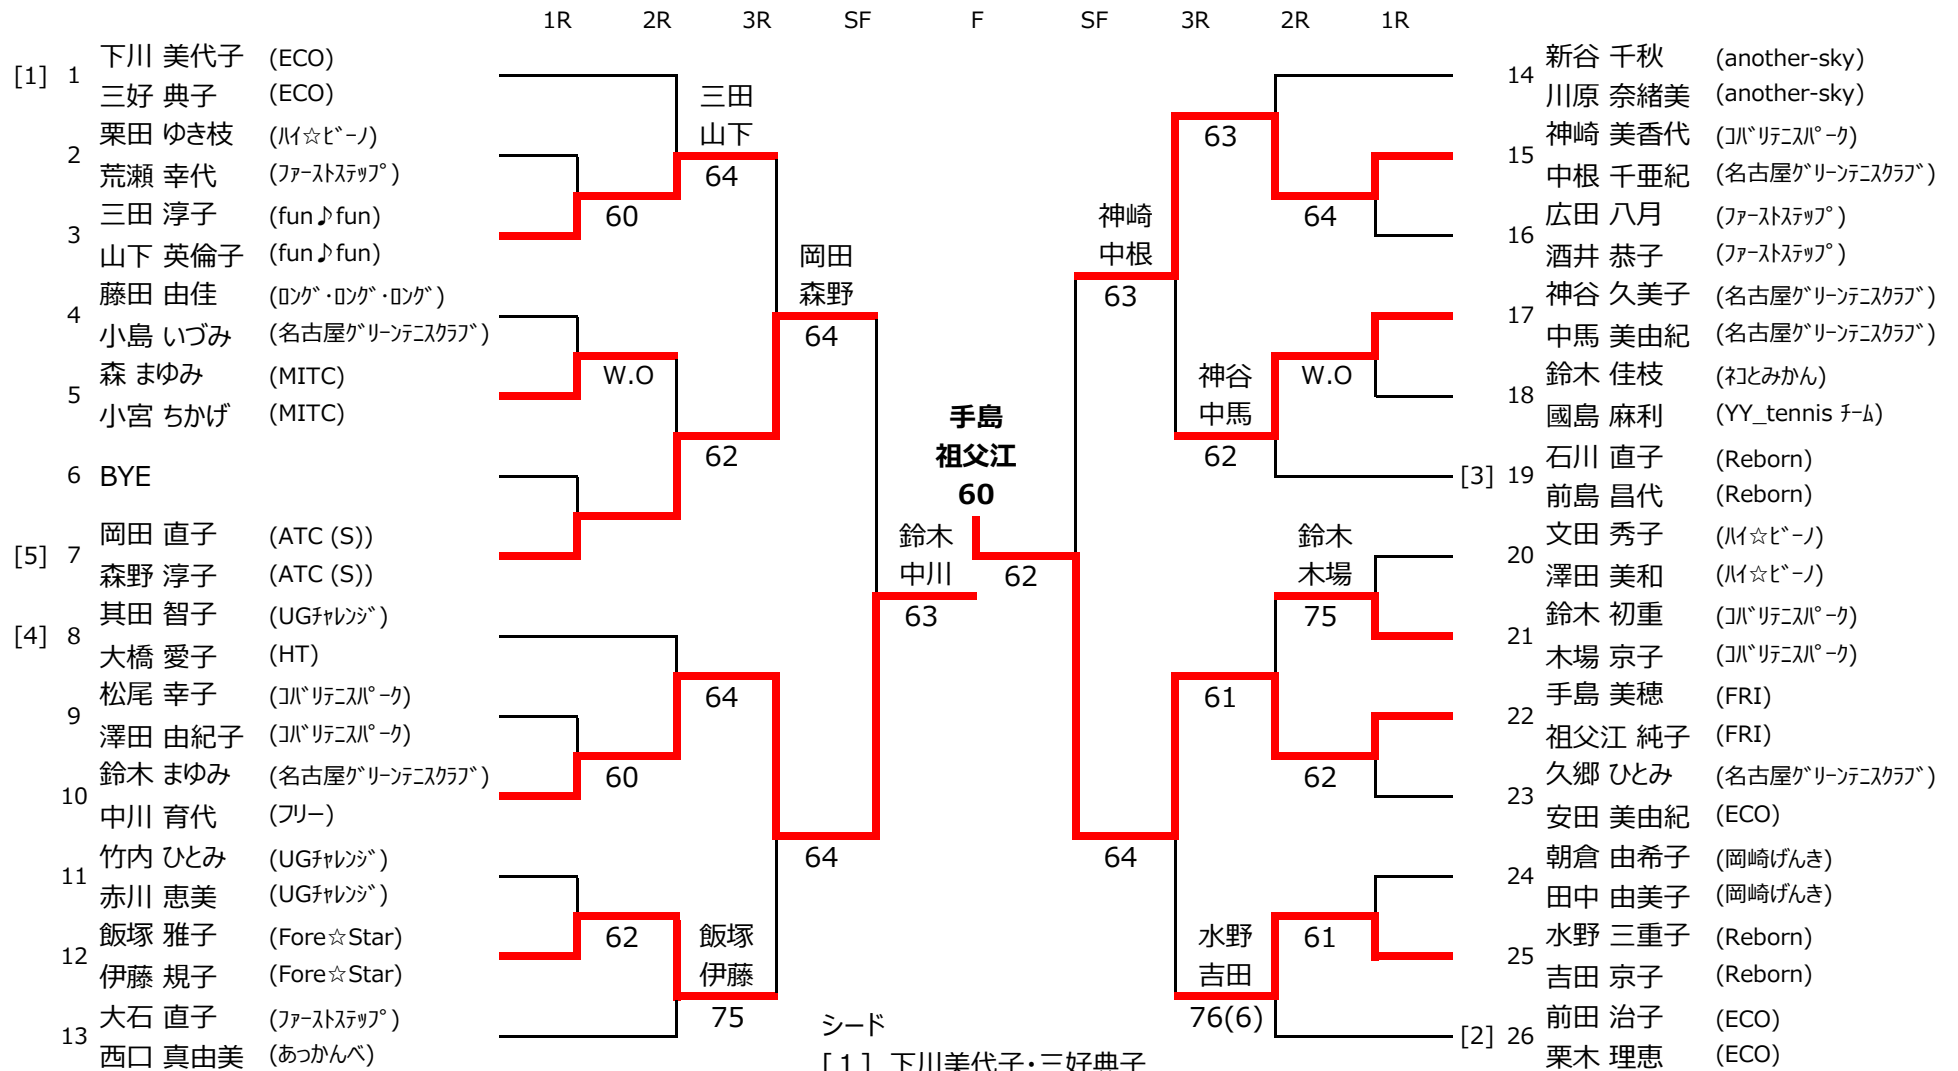 1R 2R 3R SF F SF 3R 2R 1R
[1] 1 下川 美代子 (ECO)
三好 典子 (ECO)
2 栗田 ゆき枝 (ﾊｲ☆ﾋﾞｰﾉ)
荒瀬 幸代 (ﾌｧｰｽﾄｽﾃｯﾌﾟ)
3 三田 淳子 (fun♪fun)
山下 英倫子 (fun♪fun)
4 藤田 由佳 (ﾛﾝｸﾞ･ﾛﾝｸﾞ･ﾛﾝｸﾞ)
小島 いづみ (名古屋ｸﾞﾘｰﾝﾃﾆｽｸﾗﾌﾞ)
5 森 まゆみ (MITC)
小宮 ちかげ (MITC)
6 BYE
[5] 7 岡田 直子 (ATC (S))
森野 淳子 (ATC (S))
[4] 8 其田 智子 (UGﾁｬﾚﾝｼﾞ)
大橋 愛子 (HT)
9 松尾 幸子 (ｺﾊﾞﾘﾃﾆｽﾊﾟｰｸ)
澤田 由紀子 (ｺﾊﾞﾘﾃﾆｽﾊﾟｰｸ)
10 鈴木 まゆみ (名古屋ｸﾞﾘｰﾝﾃﾆｽｸﾗﾌﾞ)
中川 育代 (フリー)
11 竹内 ひとみ (UGﾁｬﾚﾝｼﾞ)
赤川 恵美 (UGﾁｬﾚﾝｼﾞ)
12 飯塚 雅子 (Fore☆Star)
伊藤 規子 (Fore☆Star)
13 大石 直子 (ﾌｧｰｽﾄｽﾃｯﾌﾟ)
西口 真由美 (あっかんべ)
60
W.O
60
62
三田
山下
64
62
64
飯塚
伊藤
75
岡田
森野
64
64
鈴木
中川
63
手島
祖父江
60
62
神崎
中根
63
64
63
神谷
中馬
62
61
水野
吉田
76(6)
64
W.O
鈴木
木場
75
62
61
14 新谷 千秋 (another-sky)
川原 奈緒美 (another-sky)
15 神崎 美香代 (ｺﾊﾞﾘﾃﾆｽﾊﾟｰｸ)
中根 千亜紀 (名古屋ｸﾞﾘｰﾝﾃﾆｽｸﾗﾌﾞ)
16 広田 八月 (ﾌｧｰｽﾄｽﾃｯﾌﾟ)
酒井 恭子 (ﾌｧｰｽﾄｽﾃｯﾌﾟ)
17 神谷 久美子 (名古屋ｸﾞﾘｰﾝﾃﾆｽｸﾗﾌﾞ)
中馬 美由紀 (名古屋ｸﾞﾘｰﾝﾃﾆｽｸﾗﾌﾞ)
18 鈴木 佳枝 (ﾈｺとみかん)
國島 麻利 (YY_tennis ﾁｰﾑ)
[3] 19 石川 直子 (Reborn)
前島 昌代 (Reborn)
20 文田 秀子 (ﾊｲ☆ﾋﾞｰﾉ)
澤田 美和 (ﾊｲ☆ﾋﾞｰﾉ)
21 鈴木 初重 (ｺﾊﾞﾘﾃﾆｽﾊﾟｰｸ)
木場 京子 (ｺﾊﾞﾘﾃﾆｽﾊﾟｰｸ)
22 手島 美穂 (FRI)
祖父江 純子 (FRI)
23 久郷 ひとみ (名古屋ｸﾞﾘｰﾝﾃﾆｽｸﾗﾌﾞ)
安田 美由紀 (ECO)
24 朝倉 由希子 (岡崎げんき)
田中 由美子 (岡崎げんき)
25 水野 三重子 (Reborn)
吉田 京子 (Reborn)
[2] 26 前田 治子 (ECO)
栗木 理恵 (ECO)
シード
[１] 下川美代子・三好典子